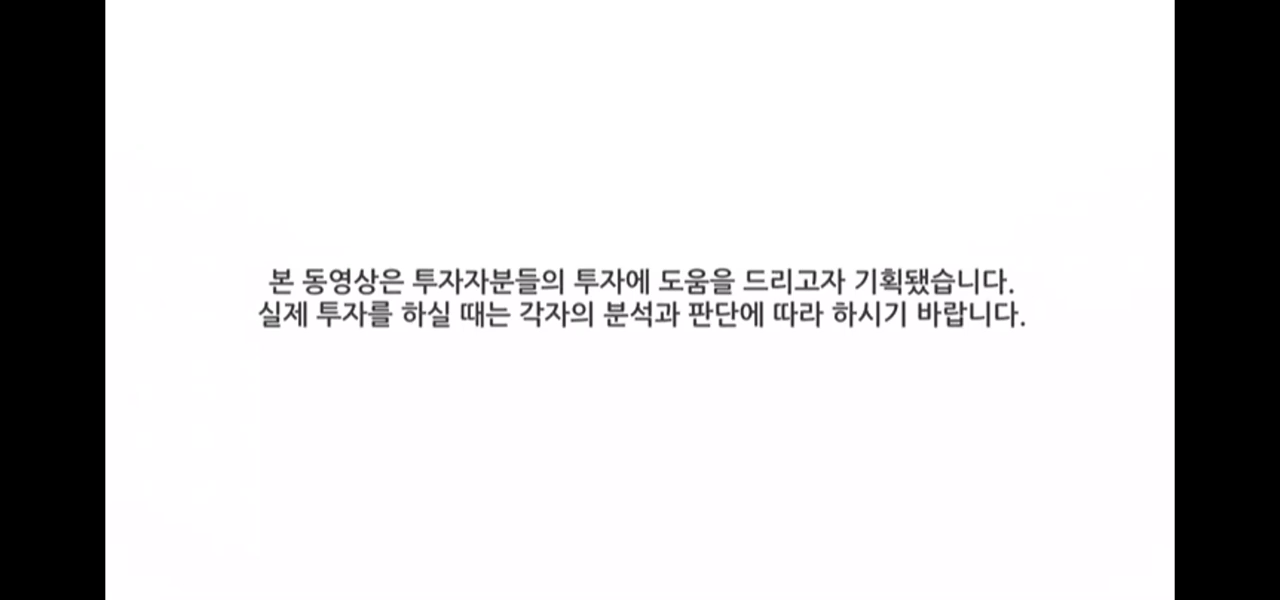 본 동영상은 투자자분들의 투자에 도움을 드리고자 기획됐습니다.
실제 투자를 하실 때는 각자의 분석과 판단에 따라 하시기 바랍니다.